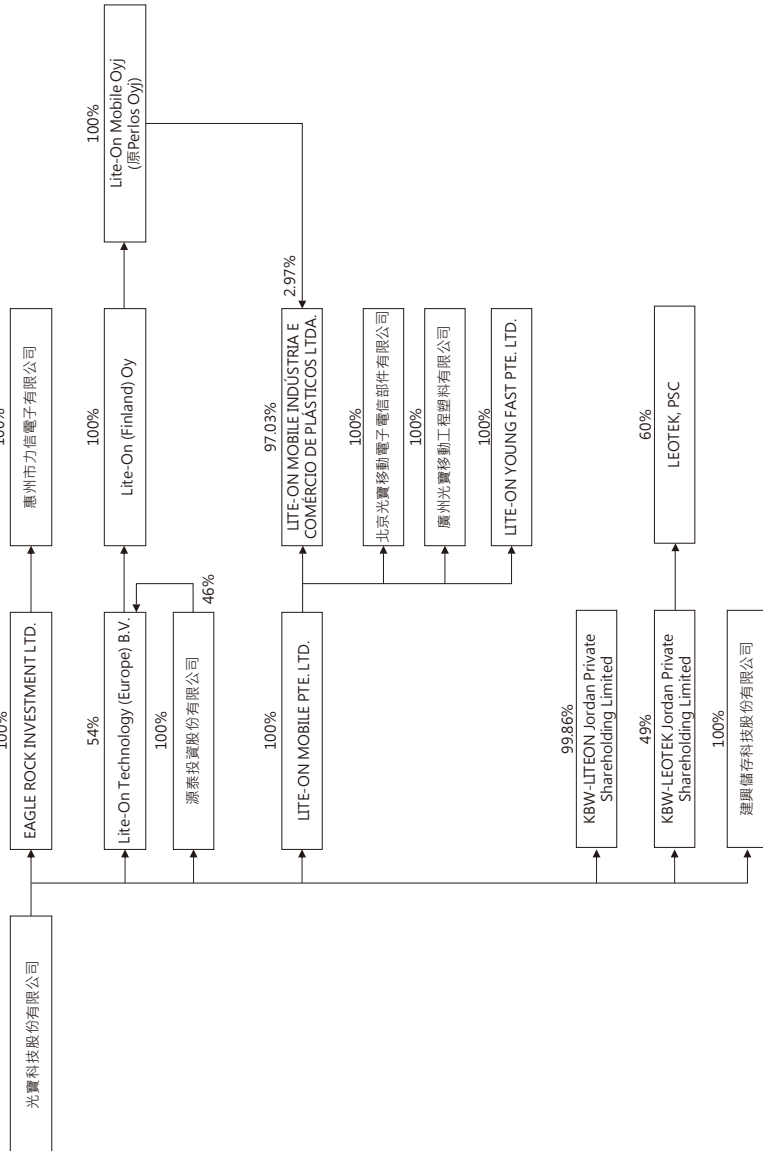 光寶科技股份有限公司
100%
EAGLE ROCK INVESTMENT LTD.
100%
惠州市力信電子有限公司
54%
Lite-On Technology (Europe) B.V.
100%
Lite-On (Finland) Oy
100%
Lite-On Mobile Oyj
(原Perlos Oyj)
100%
源泰投資股份有限公司
46%
100%
LITE-ON MOBILE PTE. LTD.
97.03%
2.97%
LITE-ON MOBILE INDÚSTRIA E
COMÉRCIO DE PLÁSTICOS LTDA.
100%
北京光寶移動電子電信部件有限公司
100%
廣州光寶移動工程塑料有限公司
100%
LITE-ON YOUNG FAST PTE. LTD.
99.86%
KBW-LITEON Jordan Private
Shareholding Limited
49%
KBW-LEOTEK Jordan Private
Shareholding Limited
60%
LEOTEK, PSC
100%
建興儲存科技股份有限公司